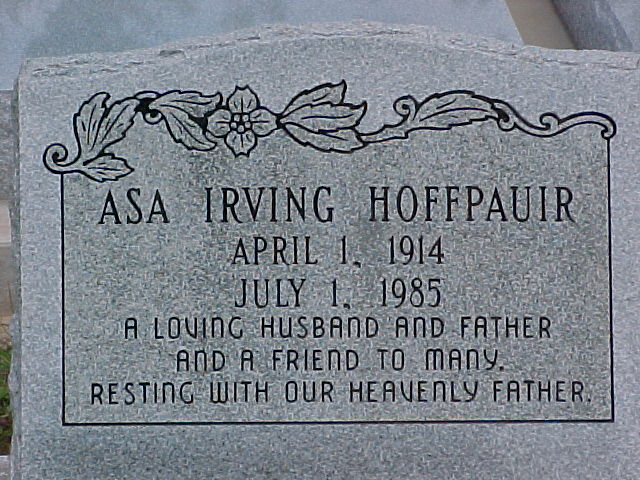 ASA IRVING HOFFPAUIR
APRIL 1, 1914
JULY 1, 1985
A LOVING HUSBAND AND FATHER
AND A FRIEND TO MANY.
RESTING WITH OUR HEAVENLY FATHER.